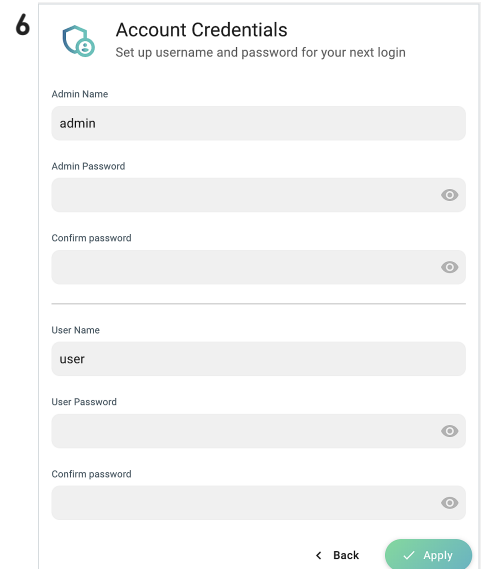 6
Account Credentials
Set up username and password for your next login
Admin Name
admin
Admin Password
Confirm password
User Name
user
User Password
Confirm password
Back
Apply